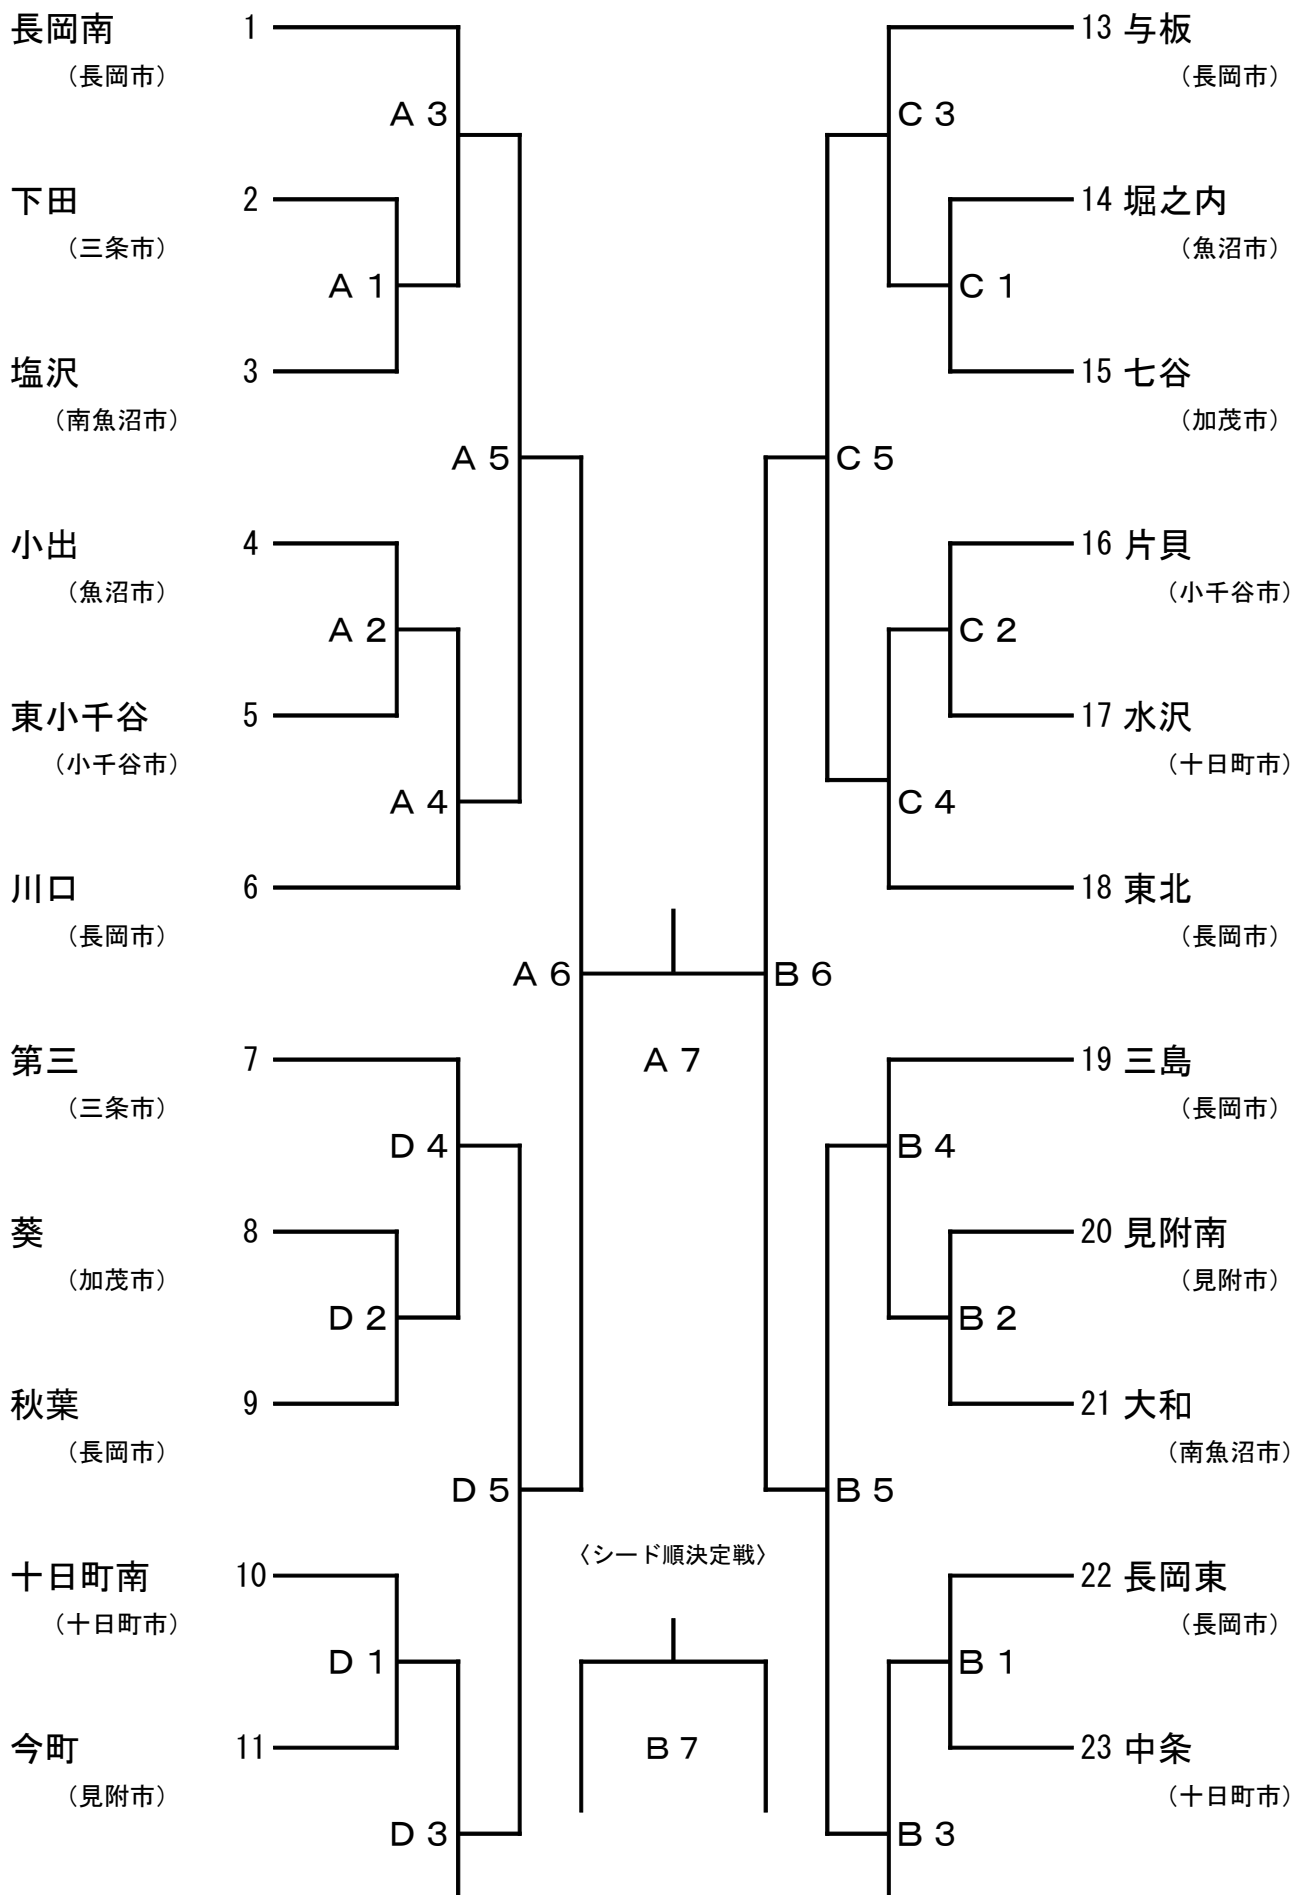 長岡南 1
（長岡市）
A 3
下田 2
（三条市）
A 1
塩沢 3
（南魚沼市）
A 5
小出 4
（魚沼市）
A 2
東小千谷 5
（小千谷市）
A 4
川口 6
（長岡市）
A 6
第三 7
（三条市）
D 4
葵 8
（加茂市）
D 2
秋葉 9
（長岡市）
D 5
十日町南 10
（十日町市）
D 1
今町 11
（見附市）
D 3
A 7
〈シード順決定戦〉
B 7
13 与板
（長岡市）
C 3
14 堀之内
（魚沼市）
C 1
15 七谷
（加茂市）
C 5
16 片貝
（小千谷市）
C 2
17 水沢
（十日町市）
C 4
18 東北
（長岡市）
B 6
19 三島
（長岡市）
B 4
20 見附南
（見附市）
B 2
21 大和
（南魚沼市）
B 5
22 長岡東
（長岡市）
B 1
23 中条
（十日町市）
B 3